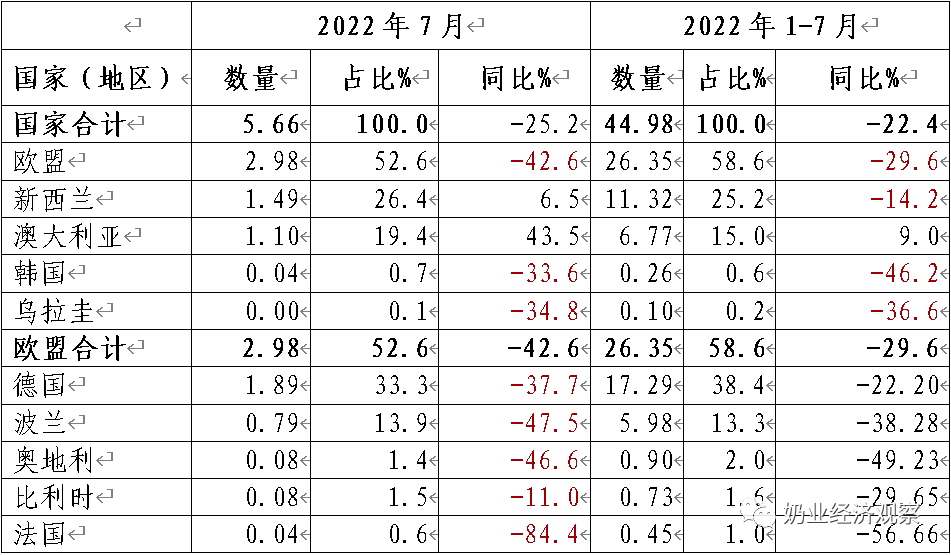 2022 年 7 月 2022 年 1-7 月
国家（地区） 数量 占比% 同比% 数量 占比% 同比%
国家合计 5.66 100.0 -25.2 44.98 100.0 -22.4
欧盟 2.98 52.6 -42.6 26.35 58.6 -29.6
新西兰 1.49 26.4 6.5 11.32 25.2 -14.2
澳大利亚 1.10 19.4 43.5 6.77 15.0 9.0
韩国 0.04 0.7 -33.6 0.26 0.6 -46.2
乌拉圭 0.00 0.1 -34.8 0.10 0.2 -36.6
欧盟合计 2.98 52.6 -42.6 26.35 58.6 -29.6
德国 1.89 33.3 -37.7 17.29 38.4 -22.20
波兰 0.79 13.9 -47.5 5.98 13.3 -38.28
奥地利 0.08 1.4 -46.6 0.90 2.0 -49.23
比利时 0.08 1.5 -11.0 0.73 1.6 -29.65
奶业经济观察
法国 0.04 0.6 -84.4 0.45 1.0 -56.66